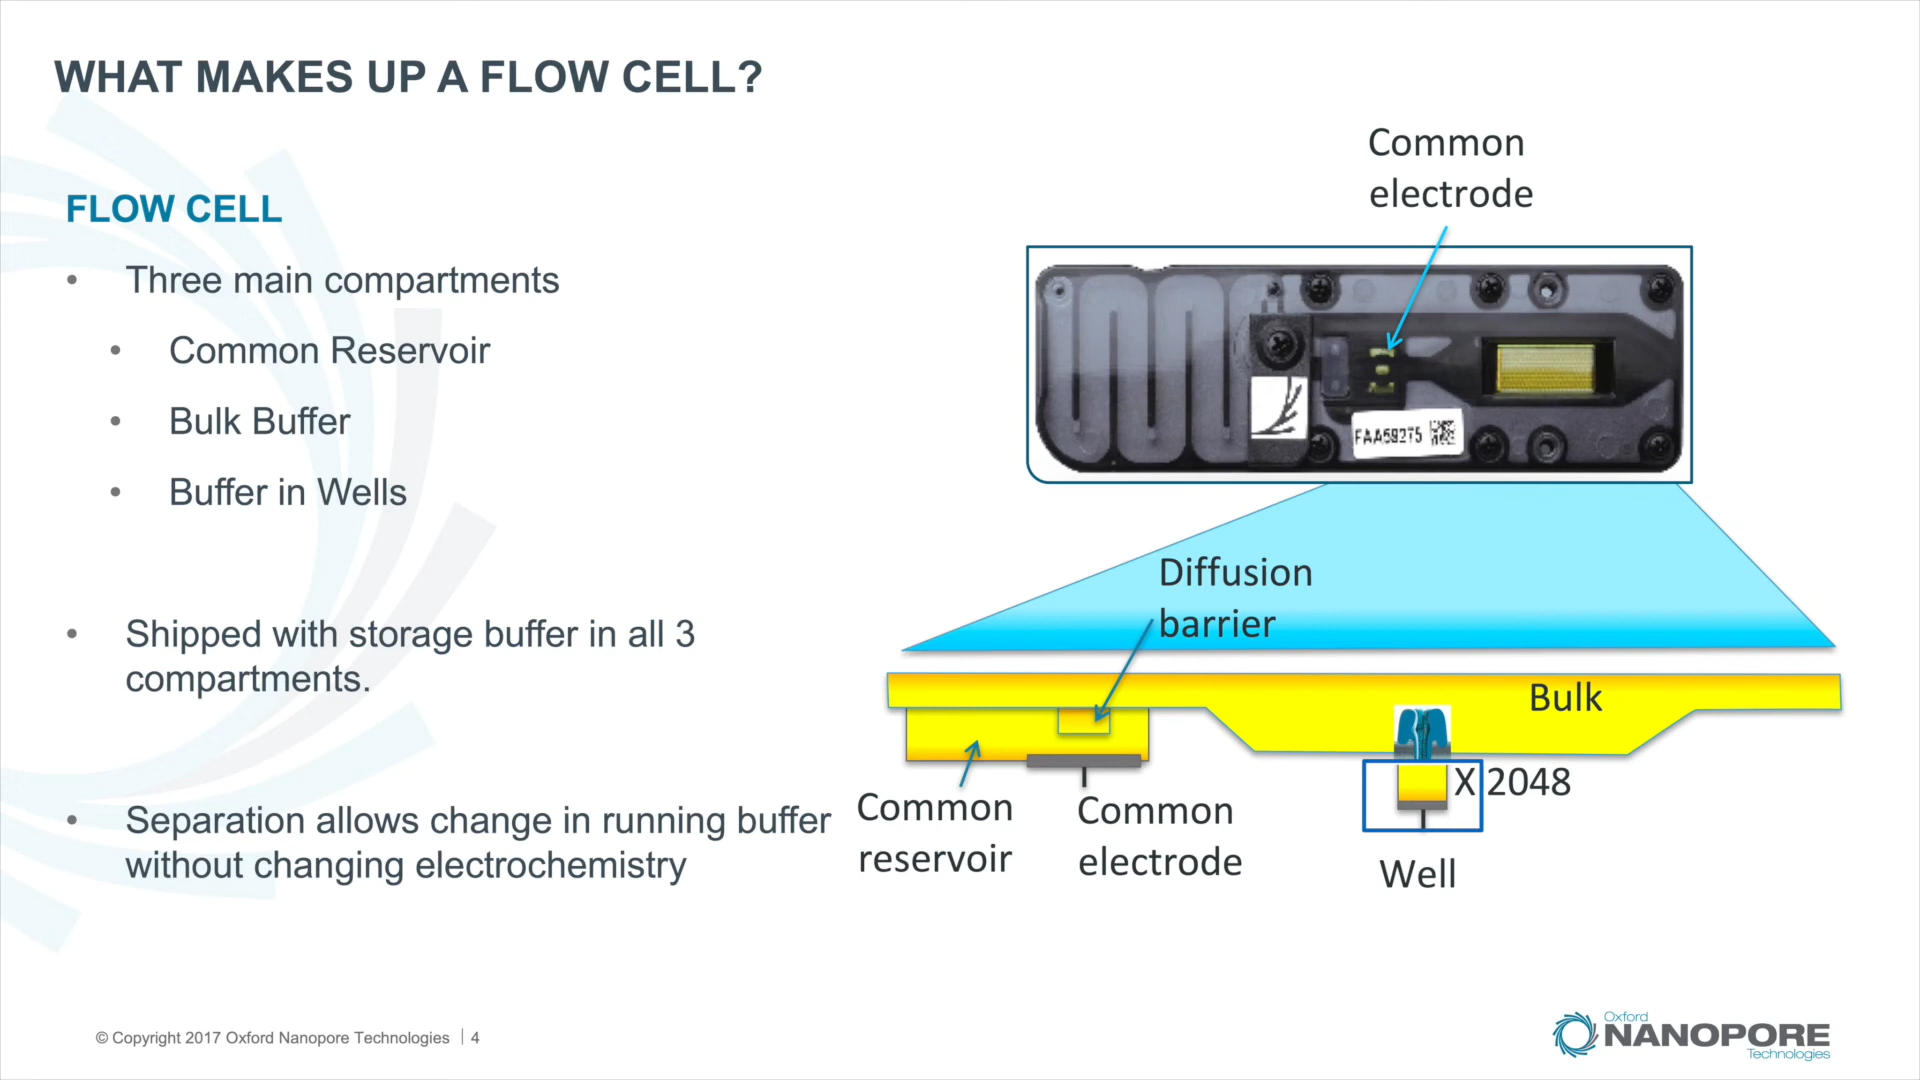 WHAT MAKES UP A FLOW CELL?
FLOW CELL
• Three main compartments
• Common Reservoir
• Bulk Buffer
• Buffer in Wells
• Shipped with storage buffer in all 3
compartments.
• Separation allows change in running buffer
without changing electrochemistry
Common
electrode
FAA59275
Diffusion
barrier
Bulk
X 2048
Common
reservoir
Common
electrode
Well
© Copyright 2017 Oxford Nanopore Technologies | 4
Oxford
NANOPORE
Technologies